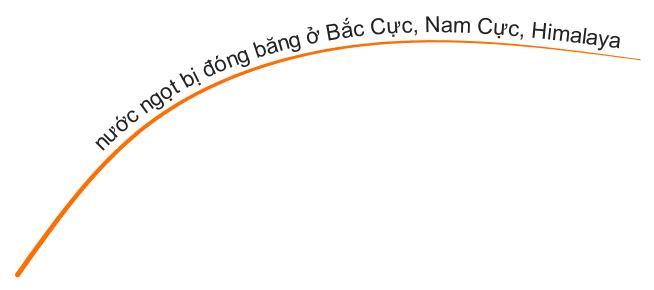 nước ngọt bị đóng băng ở Bắc Cực, Nam Cực, Himalaya